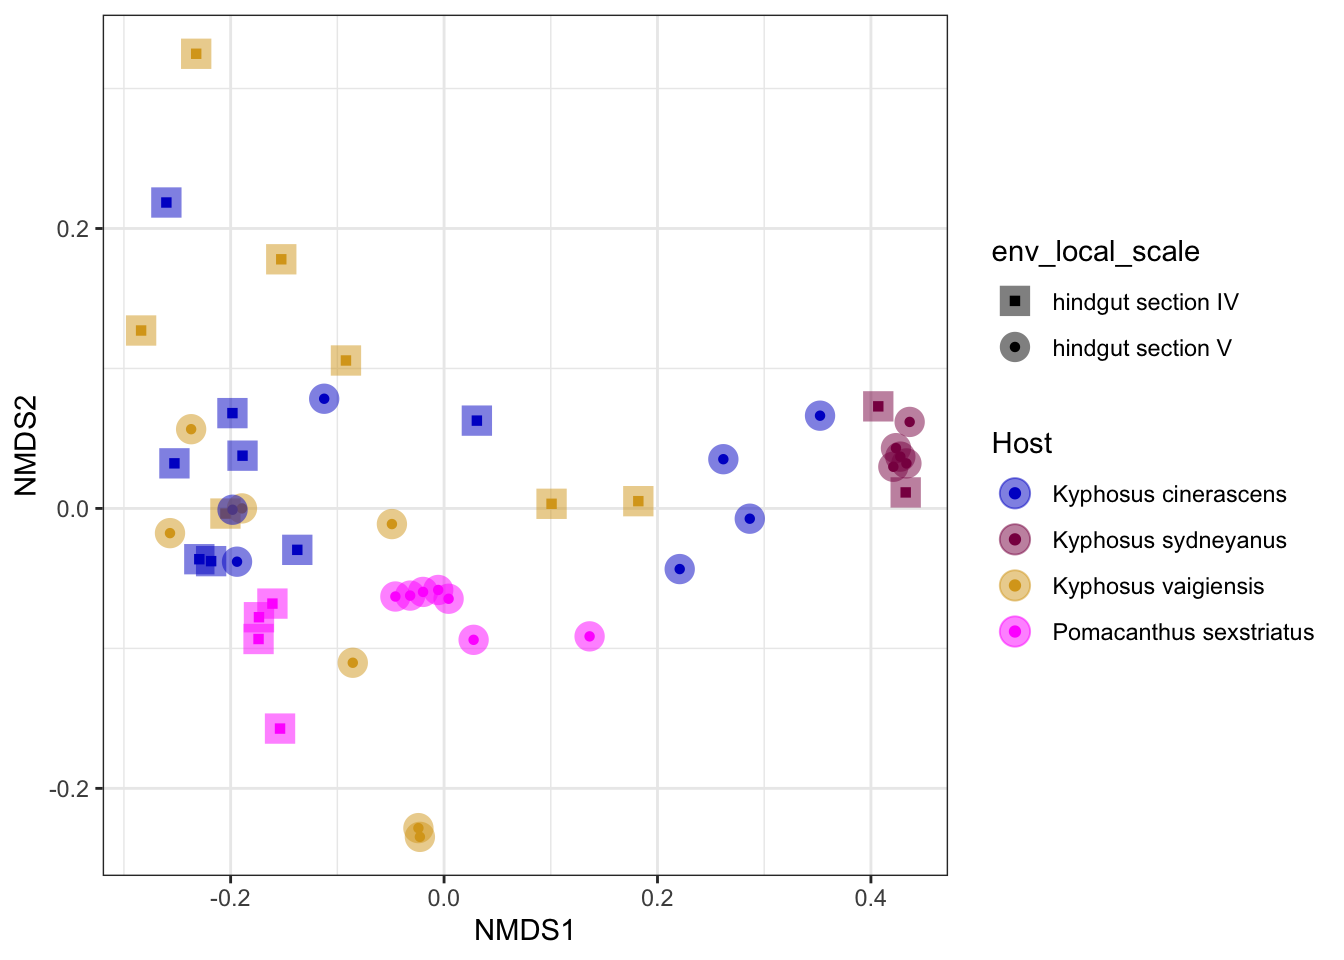 NMDS2
0.2
0.0
-0.2
-0.2
0.0
0.2
0.4
NMDS1
env_local_scale
hindgut section IV
hindgut section V
Host
Kyphosus cinerascens
Kyphosus sydneyanus
Kyphosus vaigiensis
Pomacanthus sexstriatus